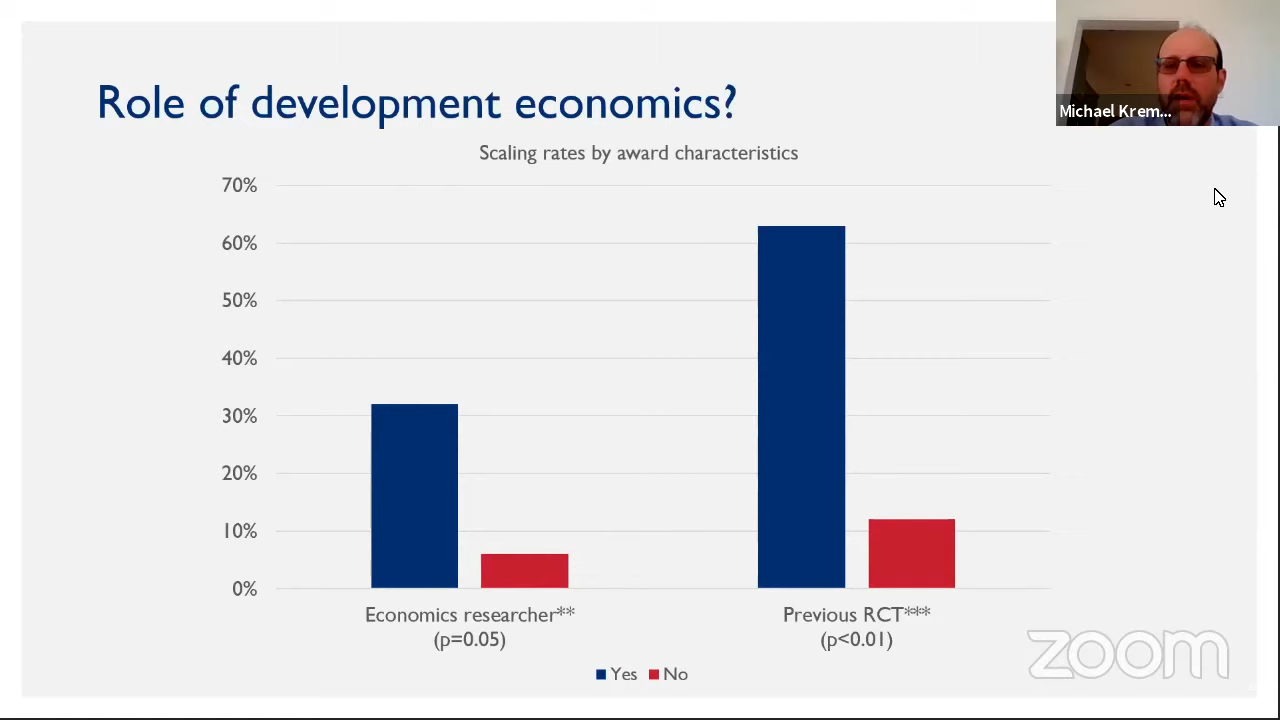 Role of development economics?
Michael Krem...
Scaling rates by award characteristics
70%
60%
50%
40%
30%
20%
10%
0%
Economics researcher**
(p=0.05)
Previous RCT***
(p<0.01)
Yes No
zoom